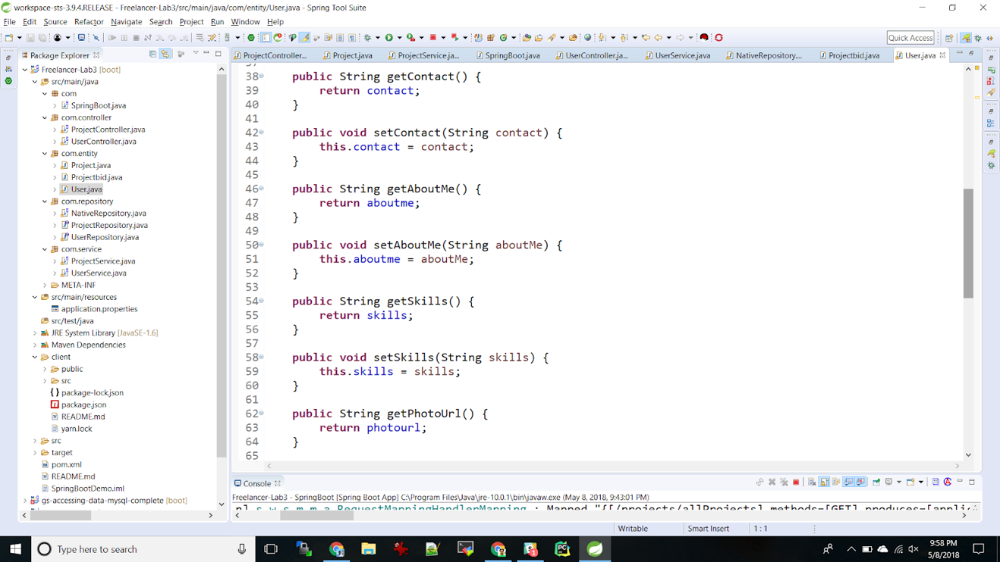 workspace-sts-3.9.4.RELEASE - Freelancer-Lab3/src/main/java/com/entity/User.java - Spring Tool Suite
File Edit Source Refactor Navigate Search Project Run Window Help
Quick Access
Package Explorer
Freelancer-Lab3 [boot]
src/main/java
com
SpringBoot.java
com.controller
ProjectController.java
UserController.java
com.entity
Project.java
Projectbid.java
User.java
com.repository
NativeRepository.java
ProjectRepository.java
UserRepository.java
com.service
ProjectService.java
UserService.java
META-INF
src/main/resources
application.properties
src/test/java
JRE System Library [JavaSE-1.6]
Maven Dependencies
client
public
src
package-lock.json
package.json
README.md
yarn.lock
src
target
pom.xml
README.md
SpringBootDemo.iml
gs-accessing-data-mysql-complete [boot]
ProjectController.... Project.java ProjectService.ja... SpringBoot.java UserController.ja... UserService.java NativeRepository.... Projectbid.java User.java
37
38 public String getContact() {
39 return contact;
40 }
41
42 public void setContact(String contact) {
43 this.contact = contact;
44 }
45
46 public String getAboutMe() {
47 return aboutme;
48 }
49
50 public void setAboutMe(String aboutMe) {
51 this.aboutme = aboutMe;
52 }
53
54 public String getSkills() {
55 return skills;
56 }
57
58 public void setSkills(String skills) {
59 this.skills = skills;
60 }
61
62 public String getPhotoUrl() {
63 return photourl;
64 }
65
Console
Freelancer-Lab3 - SpringBoot [Spring Boot App] C:\Program Files\Java\jre-10.0.1\bin\javaw.exe (May 8, 2018, 9:43:01 PM)
nl.s.w.s.m.m.a.RequestMappingHandlerMapping : Mapped "{[/projects/allProjects],methods=[GET],produces=[appli
Writable Smart Insert 1 : 1
Type here to search
9:58 PM
5/8/2018